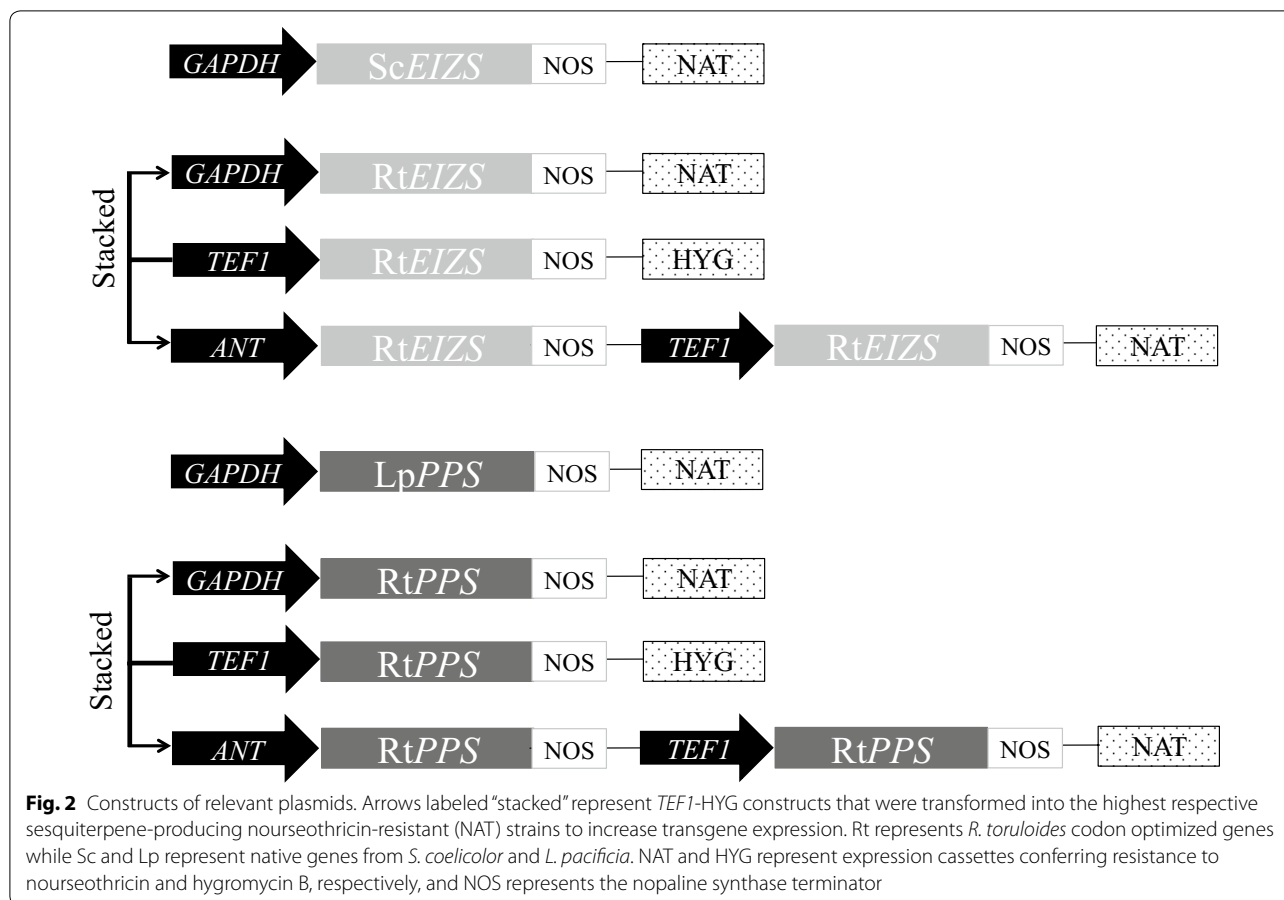 GAPDH ScEIZS NOS NAT
Stacked
GAPDH RtEIZS NOS NAT
TEF1 RtEIZS NOS HYG
ANT RtEIZS NOS TEF1 RtEIZS NOS NAT
GAPDH LpPPS NOS NAT
Stacked
GAPDH RtPPS NOS NAT
TEF1 RtPPS NOS HYG
ANT RtPPS NOS TEF1 RtPPS NOS NAT
Fig. 2 Constructs of relevant plasmids. Arrows labeled "stacked" represent TEF1-HYG constructs that were transformed into the highest respective
sesquiterpene-producing nourseothricin-resistant (NAT) strains to increase transgene expression. Rt represents R. toruloides codon optimized genes
while Sc and Lp represent native genes from S. coelicolor and L. pacificia. NAT and HYG represent expression cassettes conferring resistance to
nourseothricin and hygromycin B, respectively, and NOS represents the nopaline synthase terminator